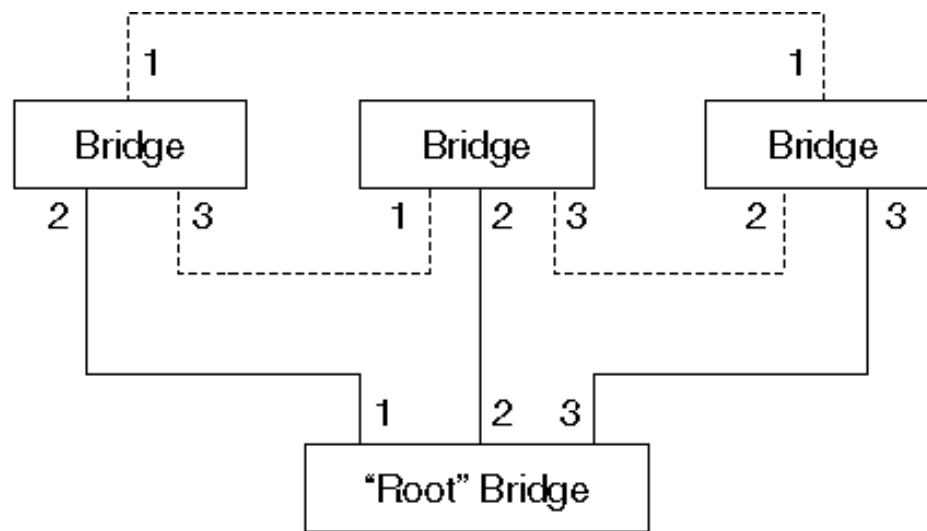 1 1
Bridge Bridge Bridge
2 3 1 2 3 2 3
1 2 3
“Root” Bridge